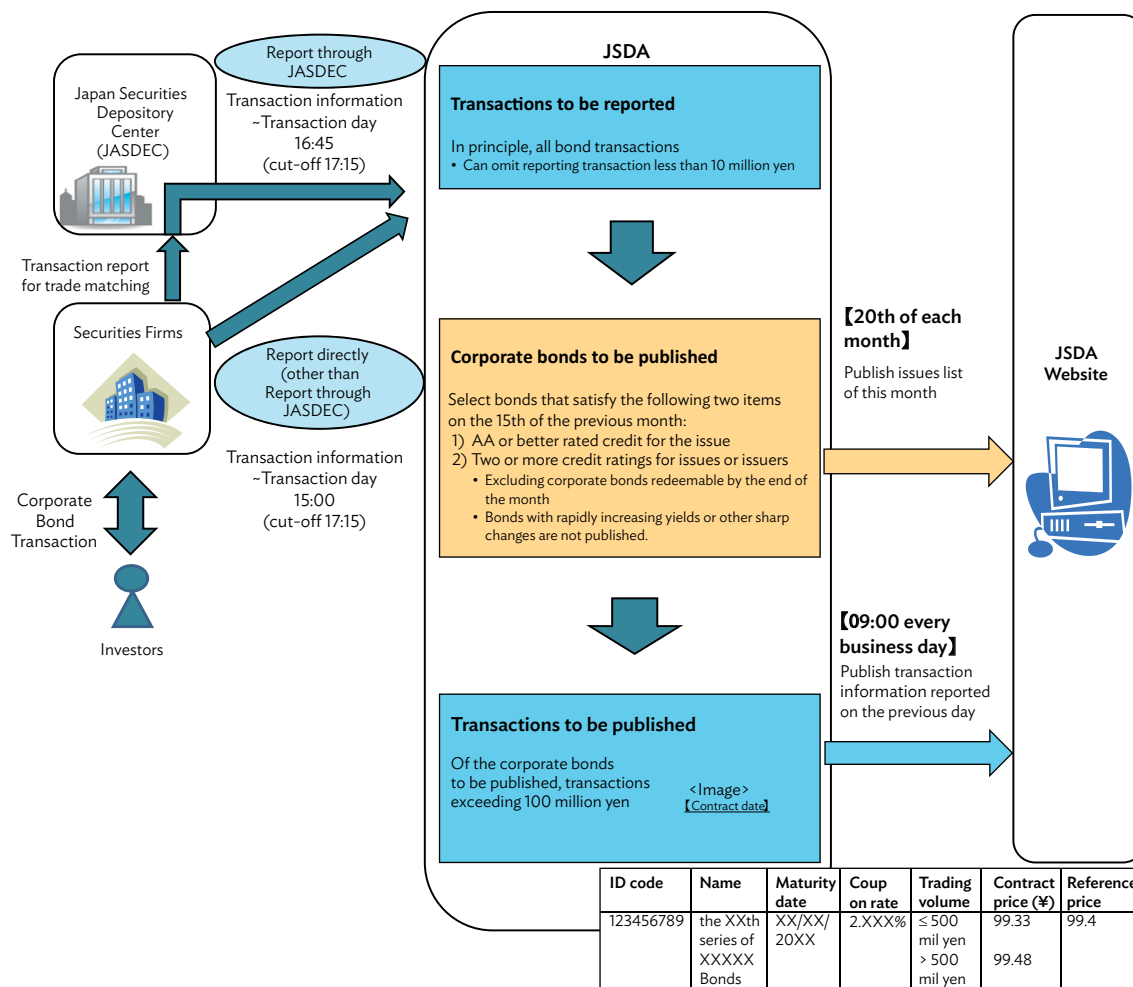 Report through
JASDEC
Japan Securities
Depository
Center
(JASDEC)
Transaction information
~Transaction day
16:45
(cut-off 17:15)
Transaction report
for trade matching
Securities Firms
Report directly
(other than
Report through
JASDEC)
Transaction information
~Transaction day
15:00
(cut-off 17:15)
Corporate
Bond
Transaction
Investors
JSDA
Transactions to be reported
In principle, all bond transactions
• Can omit reporting transaction less than 10 million yen
Corporate bonds to be published
Select bonds that satisfy the following two items
on the 15th of the previous month:
1) AA or better rated credit for the issue
2) Two or more credit ratings for issues or issuers
• Excluding corporate bonds redeemable by the end of
the month
• Bonds with rapidly increasing yields or other sharp
changes are not published.
Transactions to be published
Of the corporate bonds
to be published, transactions
exceeding 100 million yen
<Image>
【Contract date】
【20th of each
month】
Publish issues list
of this month
【09:00 every
business day】
Publish transaction
information reported
on the previous day
JSDA
Website
ID code Name Maturity date Coup on rate Trading volume Contract price (¥) Reference price
123456789 the XXth XX/XX/ 2.XXX% ≤ 500 99.33 99.4
series of 20XX mil yen
XXXXX > 500 99.48
Bonds mil yen